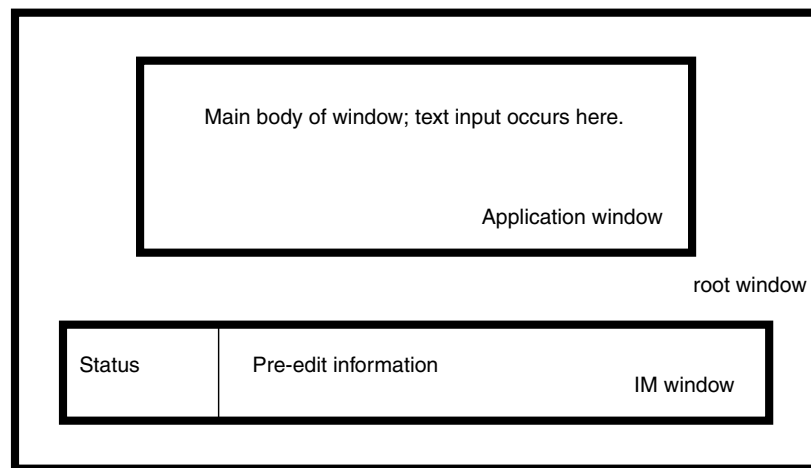 Main body of window; text input occurs here.
Application window
root window
Status
Pre-edit information
IM window